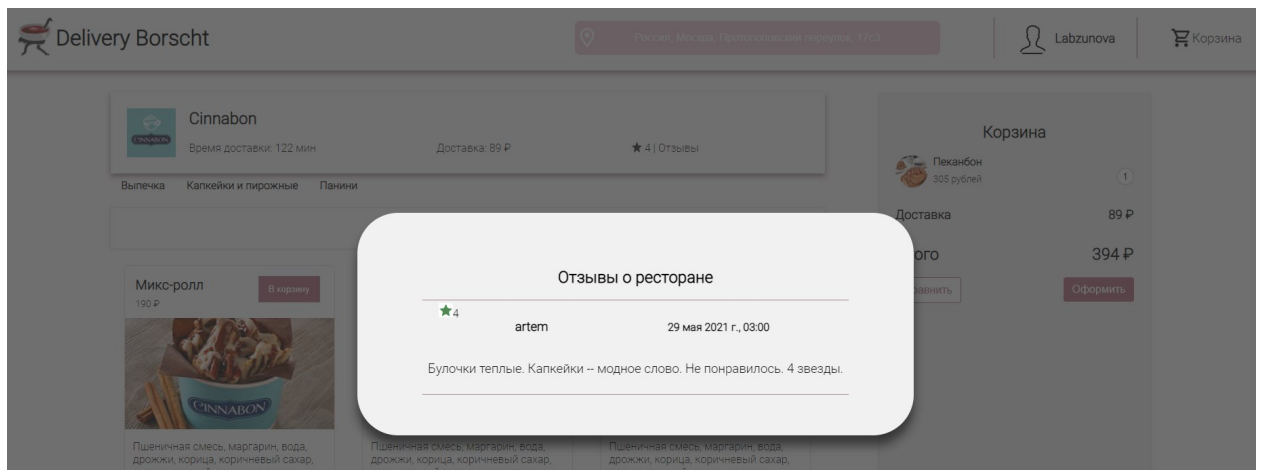 Delivery Borscht
Россия, Москва, Протопоповский переулок, 17с3
Labzunova
Корзина
Cinnabon
Время доставки: 122 мин
Доставка: 89 ₽
★ 4 | Отзывы
Выпечка Капкейки и пирожные Панини
Корзина
Пеканбон
305 рублей
1
Доставка 89 ₽
ого 394 ₽
авнить
Оформить
Микс-ролл
190 ₽
В корзину
CINNABON
Пшеничная смесь, маргарин, вода,
дрожжи, корица, коричневый сахар,
Пшеничная смесь, маргарин, вода,
дрожжи, корица, коричневый сахар,
Пшеничная смесь, маргарин, вода,
дрожжи, корица, коричневый сахар,
Отзывы о ресторане
★4
artem
29 мая 2021 г., 03:00
Булочки теплые. Капкейки -- модное слово. Не понравилось. 4 звезды.